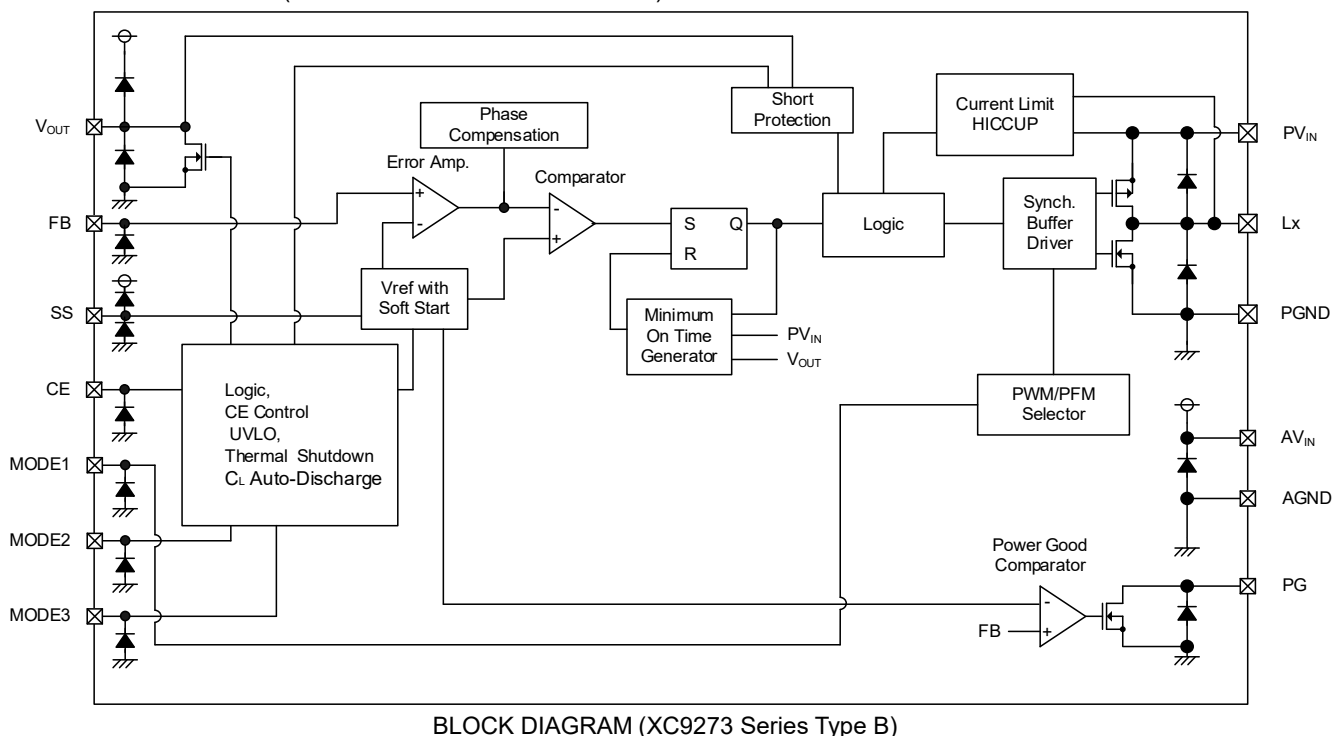 Short
Protection
Current Limit
HICCUP
Phase
Compensation
VOUT
PVIN
Error Amp.
Comparator
+
-
-
+
S Q
R
Logic
Synch.
Buffer
Driver
FB
Lx
Vref with
Soft Start
SS
Minimum
On Time
Generator
PVIN
VOUT
PGND
CE
Logic,
CE Control
UVLO,
Thermal Shutdown
CL Auto-Discharge
PWM/PFM
Selector
MODE1
AVIN
AGND
MODE2
Power Good
Comparator
PG
MODE3
-
FB
+
BLOCK DIAGRAM (XC9273 Series Type B)